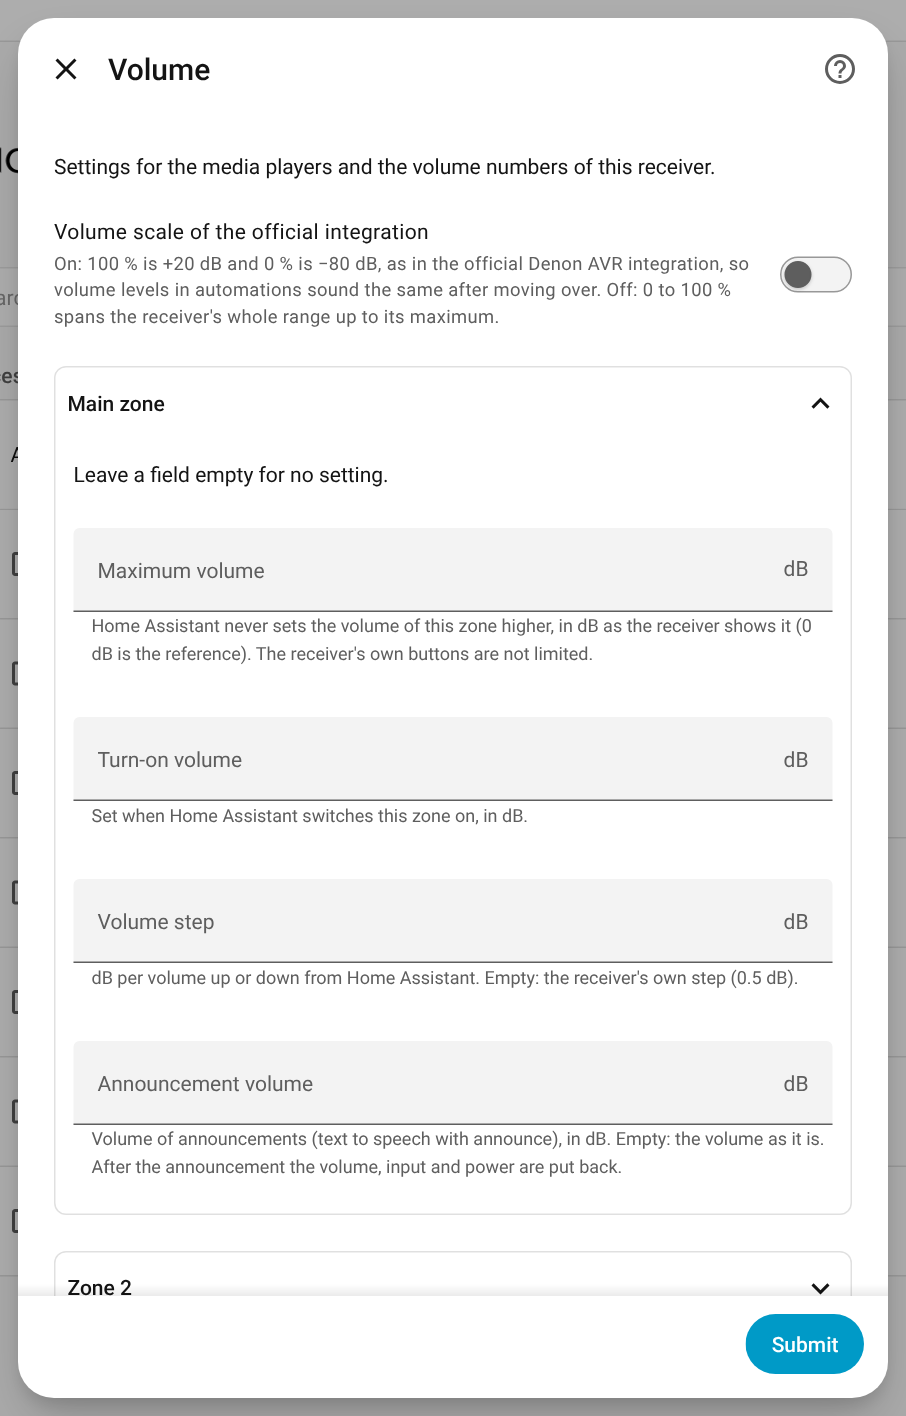 Volume
Settings for the media players and the volume numbers of this receiver.
Volume scale of the official integration
On: 100 % is +20 dB and 0 % is −80 dB, as in the official Denon AVR integration, so
volume levels in automations sound the same after moving over. Off: 0 to 100 %
spans the receiver's whole range up to its maximum.
Main zone
Leave a field empty for no setting.
Maximum volume dB
Home Assistant never sets the volume of this zone higher, in dB as the receiver shows it (0
dB is the reference). The receiver's own buttons are not limited.
Turn-on volume dB
Set when Home Assistant switches this zone on, in dB.
Volume step dB
dB per volume up or down from Home Assistant. Empty: the receiver's own step (0.5 dB).
Announcement volume dB
Volume of announcements (text to speech with announce), in dB. Empty: the volume as it is.
After the announcement the volume, input and power are put back.
Zone 2
Submit